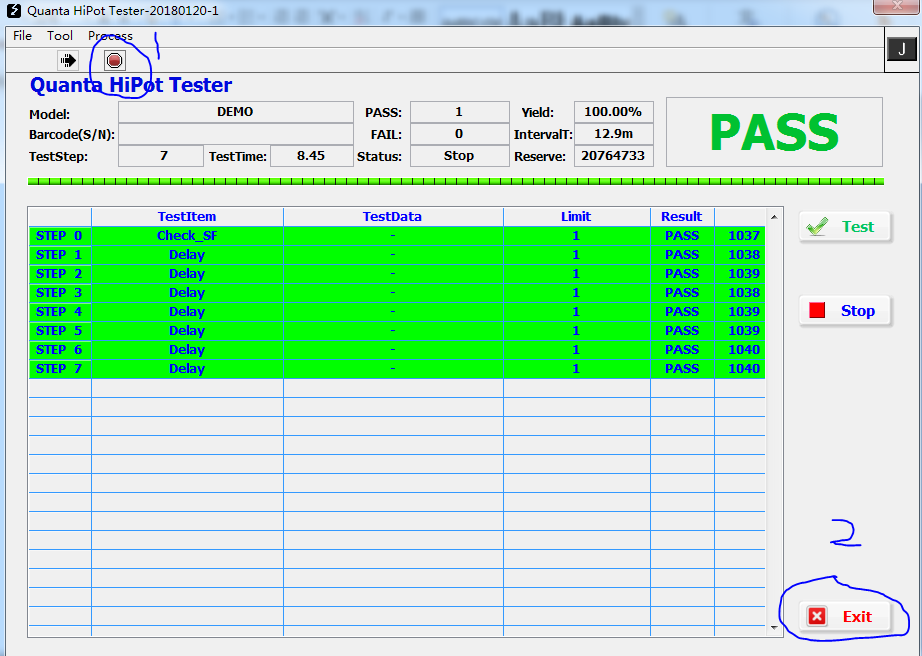 Quanta HiPot Tester-20180120-1
File Tool Process 1
J
Quanta HiPot Tester
Model: DEMO PASS: 1 Yield: 100.00% PASS
Barcode(S/N): FAIL: 0 IntervalT: 12.9m
TestStep: 7 TestTime: 8.45 Status: Stop Reserve: 20764733
TestItem TestData Limit Result
STEP 0 Check_SF - 1 PASS 1037
STEP 1 Delay - 1 PASS 1038
STEP 2 Delay - 1 PASS 1039
STEP 3 Delay - 1 PASS 1038
STEP 4 Delay - 1 PASS 1039
STEP 5 Delay - 1 PASS 1039
STEP 6 Delay - 1 PASS 1040
STEP 7 Delay - 1 PASS 1040
Test
Stop
2
Exit